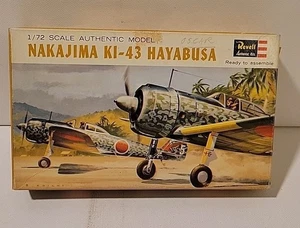 1/72 SCALE AUTHENTIC MODEL
NAKAJIMA KI-43 HAYABUSA
Revell
Ready to assemble